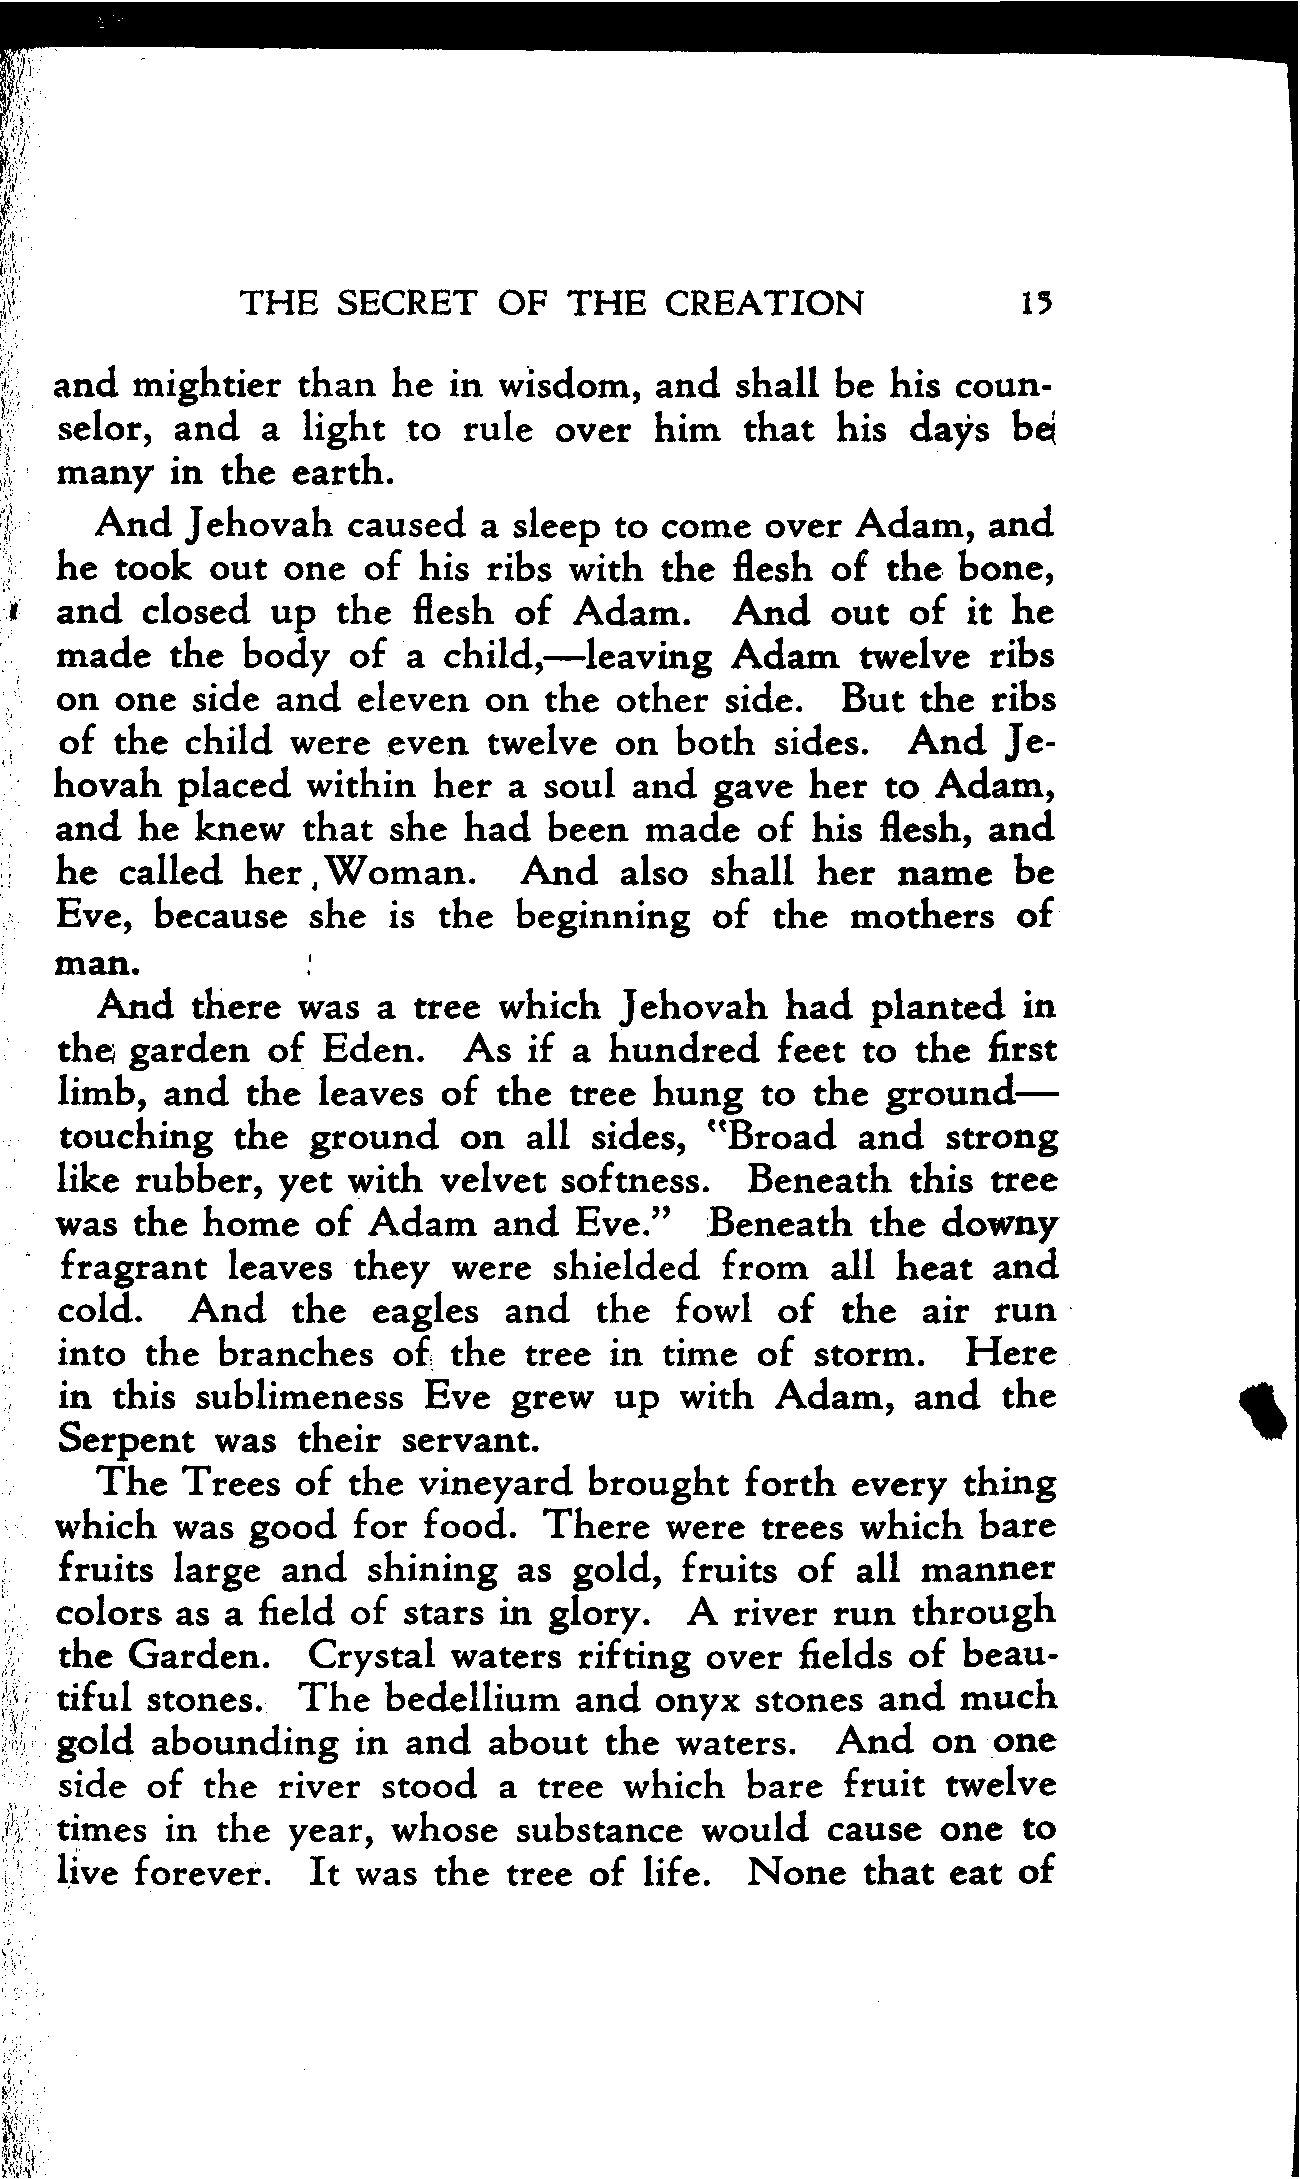 THE SECRET OF THE CREATION 15
and mightier than he in wisdom, and shall be his coun-
selor, and a light to rule over him that his days be
many in the earth.
And Jehovah caused a sleep to come over Adam, and
he took out one of his ribs with the flesh of the bone,
and closed up the flesh of Adam. And out of it he
made the body of a child,—leaving Adam twelve ribs
on one side and eleven on the other side. But the ribs
of the child were even twelve on both sides. And Je-
hovah placed within her a soul and gave her to Adam,
and he knew that she had been made of his flesh, and
he called her Woman. And also shall her name be
Eve, because she is the beginning of the mothers of
man.
And there was a tree which Jehovah had planted in
the garden of Eden. As if a hundred feet to the first
limb, and the leaves of the tree hung to the ground—
touching the ground on all sides, "Broad and strong
like rubber, yet with velvet softness. Beneath this tree
was the home of Adam and Eve." Beneath the downy
fragrant leaves they were shielded from all heat and
cold. And the eagles and the fowl of the air run
into the branches of the tree in time of storm. Here
in this sublimeness Eve grew up with Adam, and the
Serpent was their servant.
The Trees of the vineyard brought forth every thing
which was good for food. There were trees which bare
fruits large and shining as gold, fruits of all manner
colors as a field of stars in glory. A river run through
the Garden. Crystal waters rifting over fields of beau-
tiful stones. The bedellium and onyx stones and much
gold abounding in and about the waters. And on one
side of the river stood a tree which bare fruit twelve
times in the year, whose substance would cause one to
live forever. It was the tree of life. None that eat of